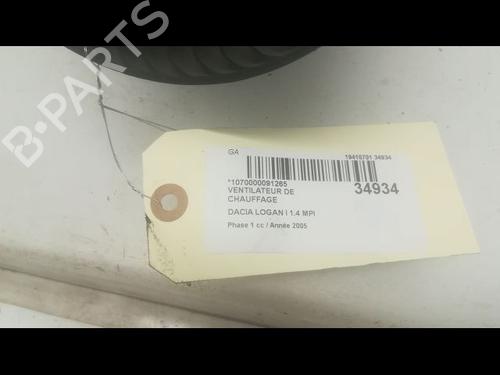 B-PARTS
GA
19410701 34934
*1070000091265
34934
VENTILATEUR DE
CHAUFFAGE
DACIA LOGAN I 1.4 MPI
Phase 1 cc / Année 2005